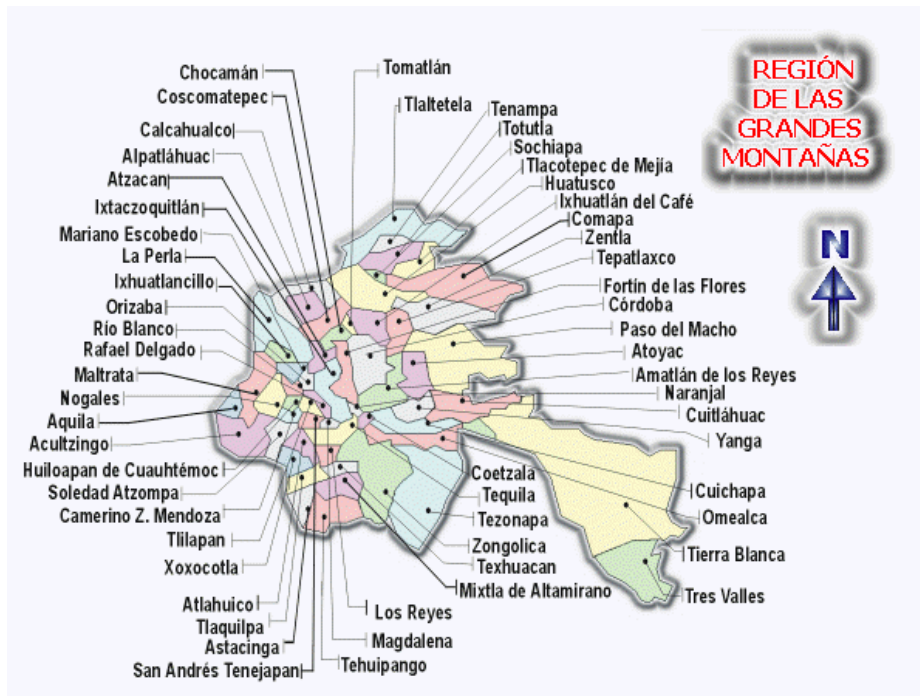 REGIÓN
DE LAS
GRANDES
MONTAÑAS
N
Chocamán
Coscomatepec
Calcahualco
Alpatláhuac
Atzacan
Ixtaczoquitlán
Mariano Escobedo
La Perla
Ixhuatlancillo
Orizaba
Río Blanco
Rafael Delgado
Maltrata
Nogales
Aquila
Acultzingo
Huiloapan de Cuauhtémoc
Soledad Atzompa
Camerino Z. Mendoza
Tlilapan
Xoxocotla
Atlahuico
Tlaquilpa
Astacinga
San Andrés Tenejapan
Tomatlán
Tlaltetela
Tenampa
Totutla
Sochiapa
Tlacotepec de Mejía
Huatusco
Ixhuatlán del Café
Comapa
Zentla
Tepatlaxco
Fortín de las Flores
Córdoba
Paso del Macho
Atoyac
Amatlán de los Reyes
Naranjal
Cuitláhuac
Yanga
Coetzala
Tequila
Tezonapa
Zongolica
Texhuacan
Mixtla de Altamirano
Los Reyes
Magdalena
Tehuipango
Cuichapa
Omealca
Tierra Blanca
Tres Valles